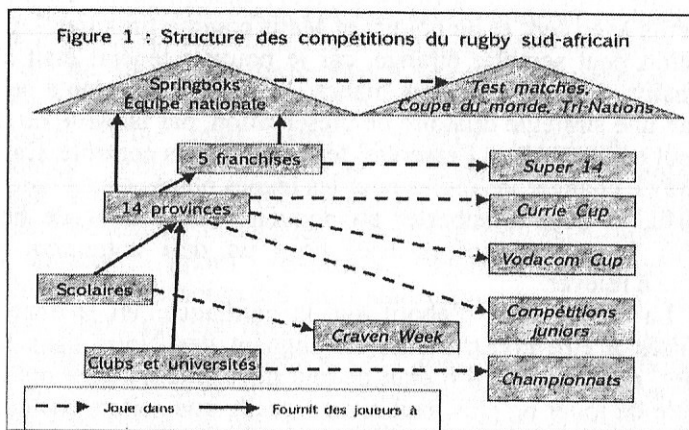 Figure 1 : Structure des compétitions du rugby sud-africain
Springboks
Équipe nationale
Test matches,
Coupe du monde, Tri-Nations
5 franchises
Super 14
14 provinces
Currie Cup
Vodacom Cup
Scolaires
Compétitions
juniors
Craven Week
Clubs et universités
Championnats
Joue dans
Fournit des joueurs à